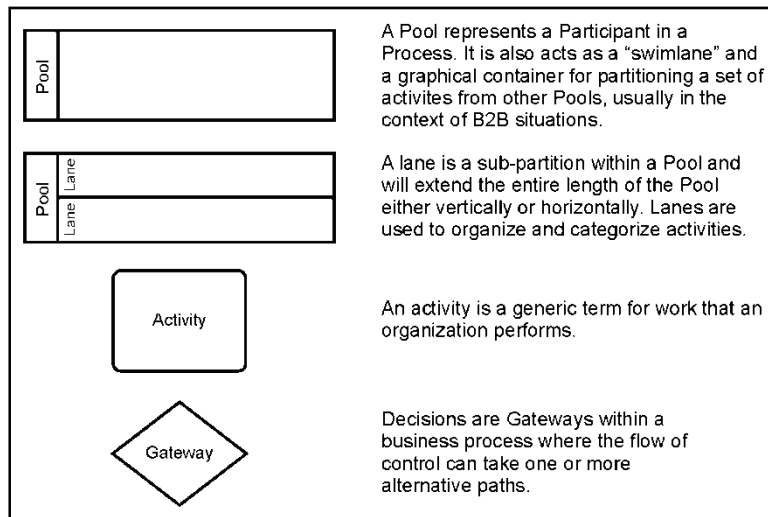 Pool
A Pool represents a Participant in a
Process. It is also acts as a “swimlane” and
a graphical container for partitioning a set of
activites from other Pools, usually in the
context of B2B situations.
Pool
Lane
Lane
A lane is a sub-partition within a Pool and
will extend the entire length of the Pool
either vertically or horizontally. Lanes are
used to organize and categorize activities.
Activity
An activity is a generic term for work that an
organization performs.
Gateway
Decisions are Gateways within a
business process where the flow of
control can take one or more
alternative paths.